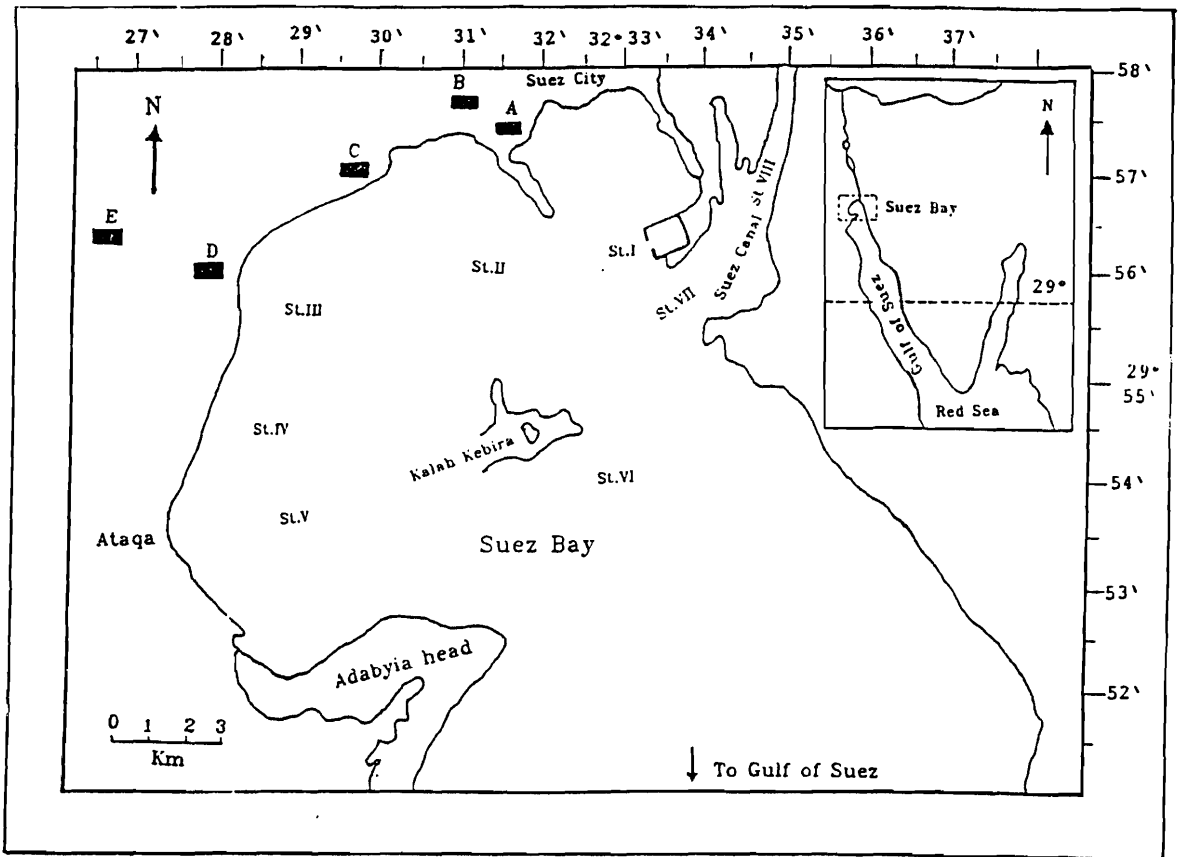 27' 28' 29' 30' 31' 32' 32° 33' 34' 35' 36' 37'
58'
57'
56'
29°
55'
54'
53'
52'
N
B
Suez City
A
C
E
D
St.I
St.II
St.III
St.VII
Suez Canal St VIII
St.IV
Kalah Kebira
St.VI
St.V
Ataqa
Suez Bay
Adabyia head
0 1 2 3
Km
To Gulf of Suez
N
Suez Bay
29°
Gulf of Suez
Red Sea